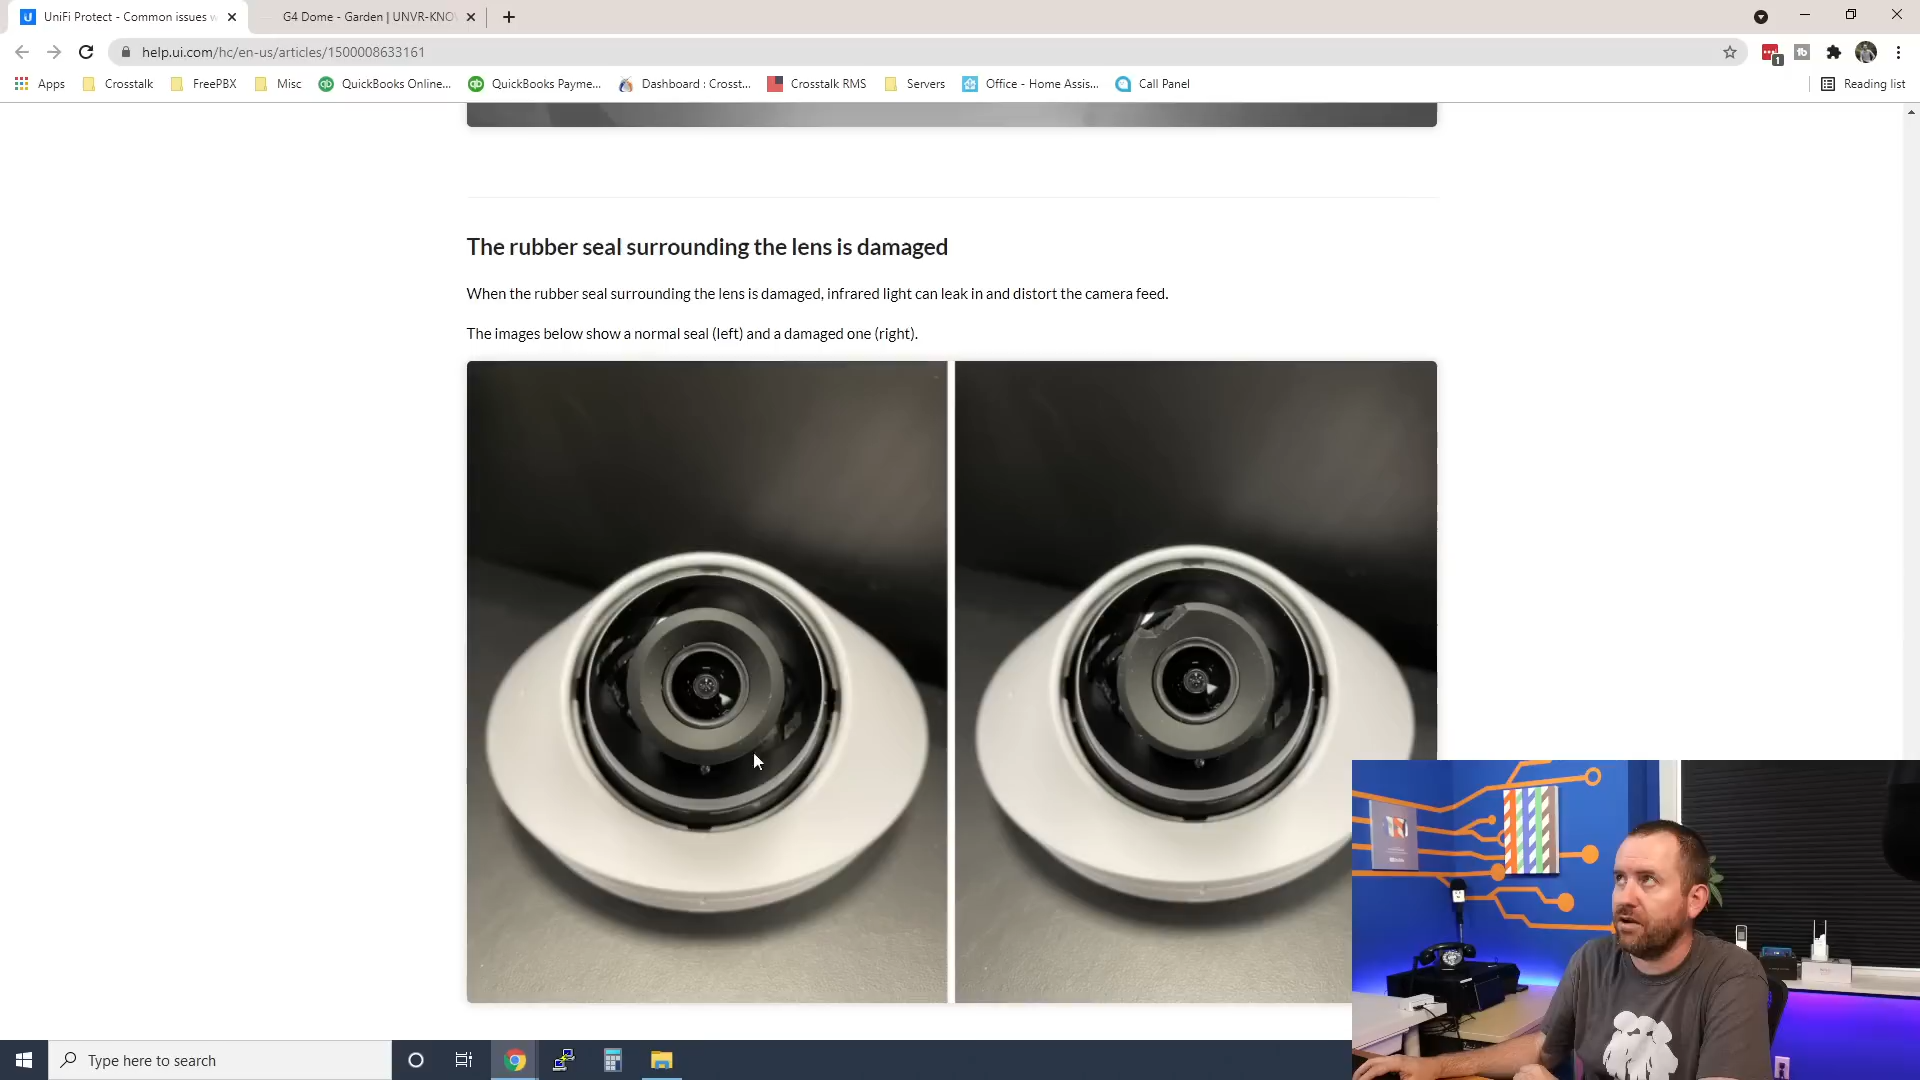 UniFi Protect - Common issues w
G4 Dome - Garden | UNVR-KNO
help.ui.com/hc/en-us/articles/1500008633161
1
Apps
Crosstalk
FreePBX
Misc
QuickBooks Online...
QuickBooks Payme...
Dashboard : Crosst...
Crosstalk RMS
Servers
Office - Home Assis...
Call Panel
Reading list
The rubber seal surrounding the lens is damaged
When the rubber seal surrounding the lens is damaged, infrared light can leak in and distort the camera feed.
The images below show a normal seal (left) and a damaged one (right).
Type here to search